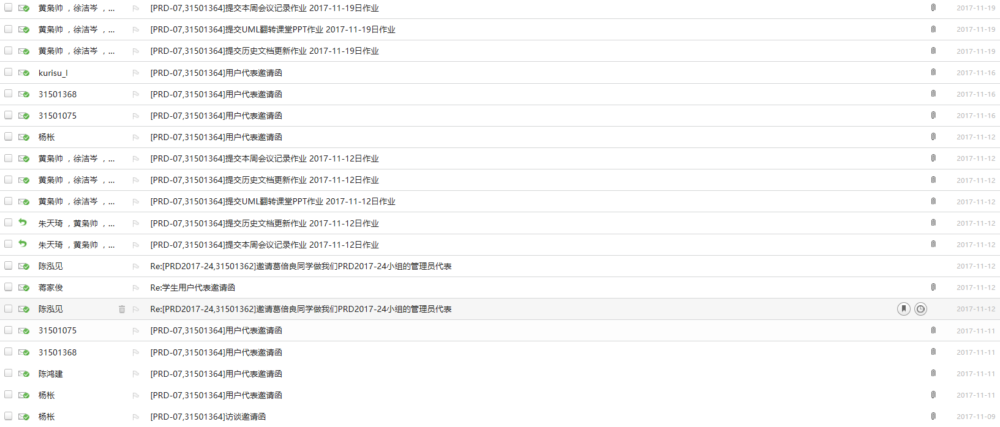 黄枭帅 ，徐洁岑 ，... [PRD-07,31501364]提交本周会议记录作业 2017-11-19日作业 2017-11-19
黄枭帅 ，徐洁岑 ，... [PRD-07,31501364]提交UML翻转课堂PPT作业 2017-11-19日作业 2017-11-19
黄枭帅 ，徐洁岑 ，... [PRD-07,31501364]提交历史文档更新作业 2017-11-19日作业 2017-11-19
kurisu_l [PRD-07,31501364]用户代表邀请函 2017-11-16
31501368 [PRD-07,31501364]用户代表邀请函 2017-11-16
31501075 [PRD-07,31501364]用户代表邀请函 2017-11-16
杨枨 [PRD-07,31501364]用户代表邀请函 2017-11-12
黄枭帅 ，徐洁岑 ，... [PRD-07,31501364]提交本周会议记录作业 2017-11-12日作业 2017-11-12
黄枭帅 ，徐洁岑 ，... [PRD-07,31501364]提交历史文档更新作业 2017-11-12日作业 2017-11-12
黄枭帅 ，徐洁岑 ，... [PRD-07,31501364]提交UML翻转课堂PPT作业 2017-11-12日作业 2017-11-12
朱天琦 ，黄枭帅 ，... [PRD-07,31501364]提交历史文档更新作业 2017-11-12日作业 2017-11-12
朱天琦 ，黄枭帅 ，... [PRD-07,31501364]提交本周会议记录作业 2017-11-12日作业 2017-11-12
陈泓见 Re:[PRD2017-24,31501362]邀请葛倍良同学做我们PRD2017-24小组的管理员代表 2017-11-12
蒋家俊 Re:学生用户代表邀请函 2017-11-12
陈泓见 Re:[PRD2017-24,31501362]邀请葛倍良同学做我们PRD2017-24小组的管理员代表 2017-11-12
31501075 [PRD-07,31501364]用户代表邀请函 2017-11-11
31501368 [PRD-07,31501364]用户代表邀请函 2017-11-11
陈鸿建 [PRD-07,31501364]用户代表邀请函 2017-11-11
杨枨 [PRD-07,31501364]用户代表邀请函 2017-11-11
杨枨 [PRD-07,31501364]访谈邀请函 2017-11-09